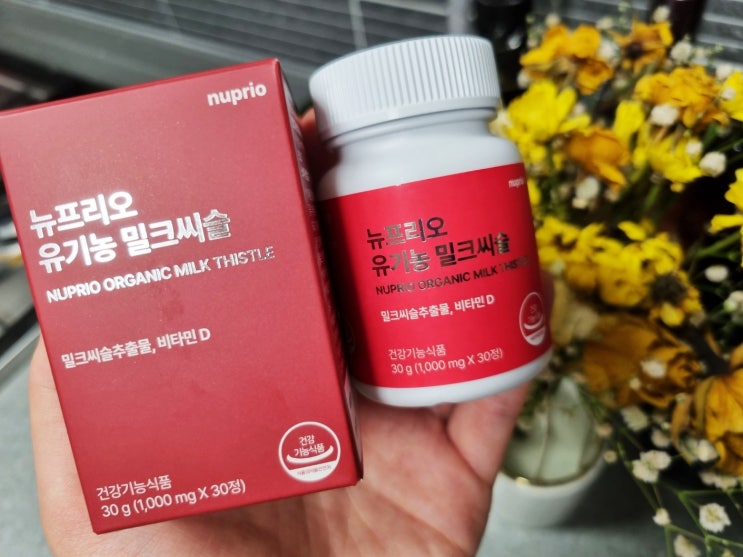 nuprio
뉴프리오
유기농 밀크씨슬
NUPRIO ORGANIC MILK THISTLE
밀크씨슬추출물, 비타민 D
건강
기능식품
건강기능식품
30 g (1,000 mg X 30정)
nuprio
뉴프리오
유기농 밀크씨슬
NUPRIO ORGANIC MILK THISTLE
밀크씨슬추출물, 비타민 D
건강기능식품
30 g (1,000 mg X 30정)